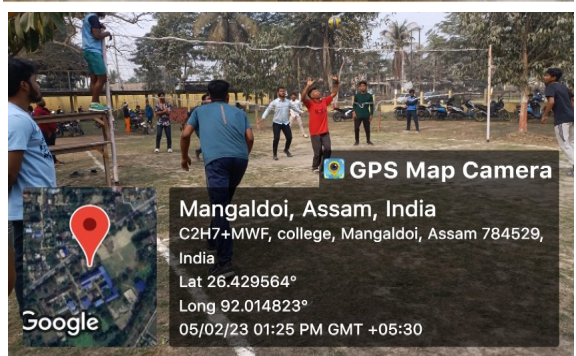 GPS Map Camera
Mangaldoi, Assam, India
C2H7+MWF, college, Mangaldoi, Assam 784529,
India
Lat 26.429564°
Long 92.014823°
05/02/23 01:25 PM GMT +05:30
Google